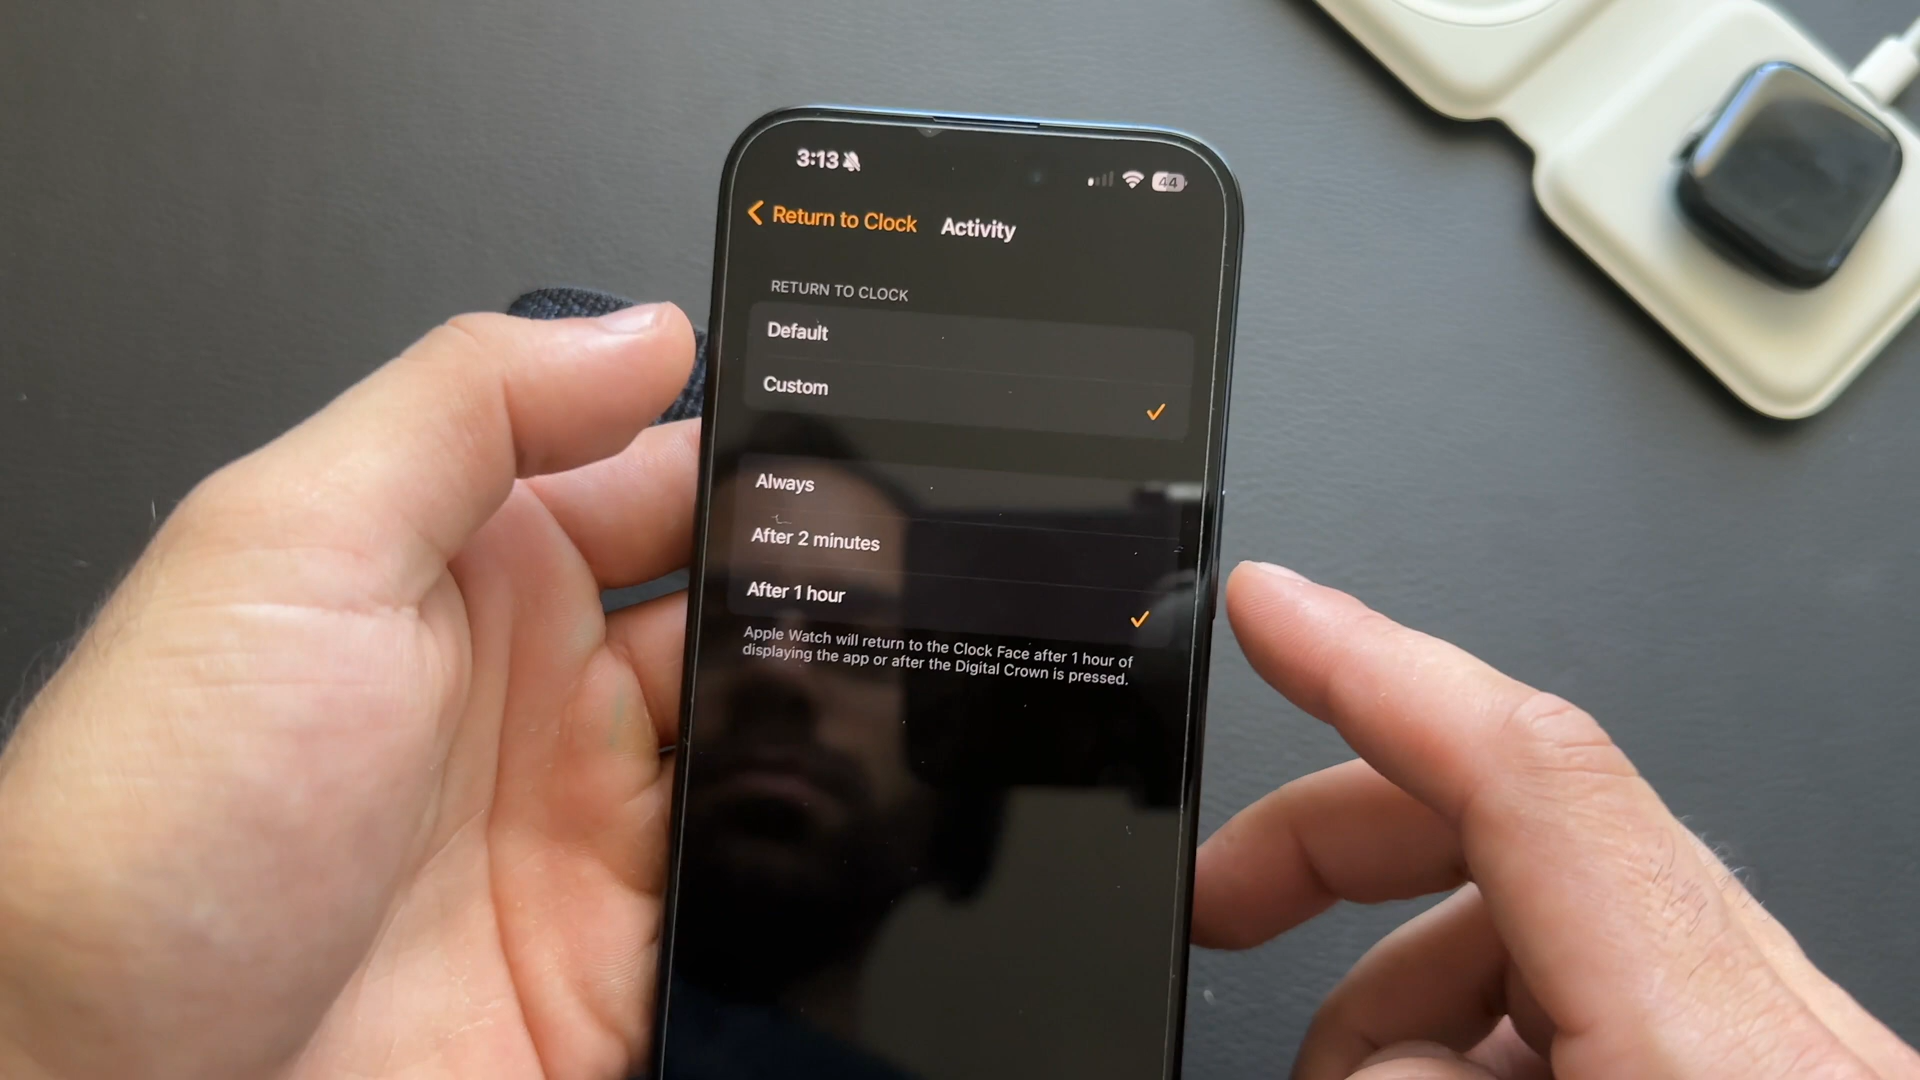 3:13
44
Return to Clock Activity
RETURN TO CLOCK
Default
Custom
Always
After 2 minutes
After 1 hour
Apple Watch will return to the Clock Face after 1 hour of
displaying the app or after the Digital Crown is pressed.